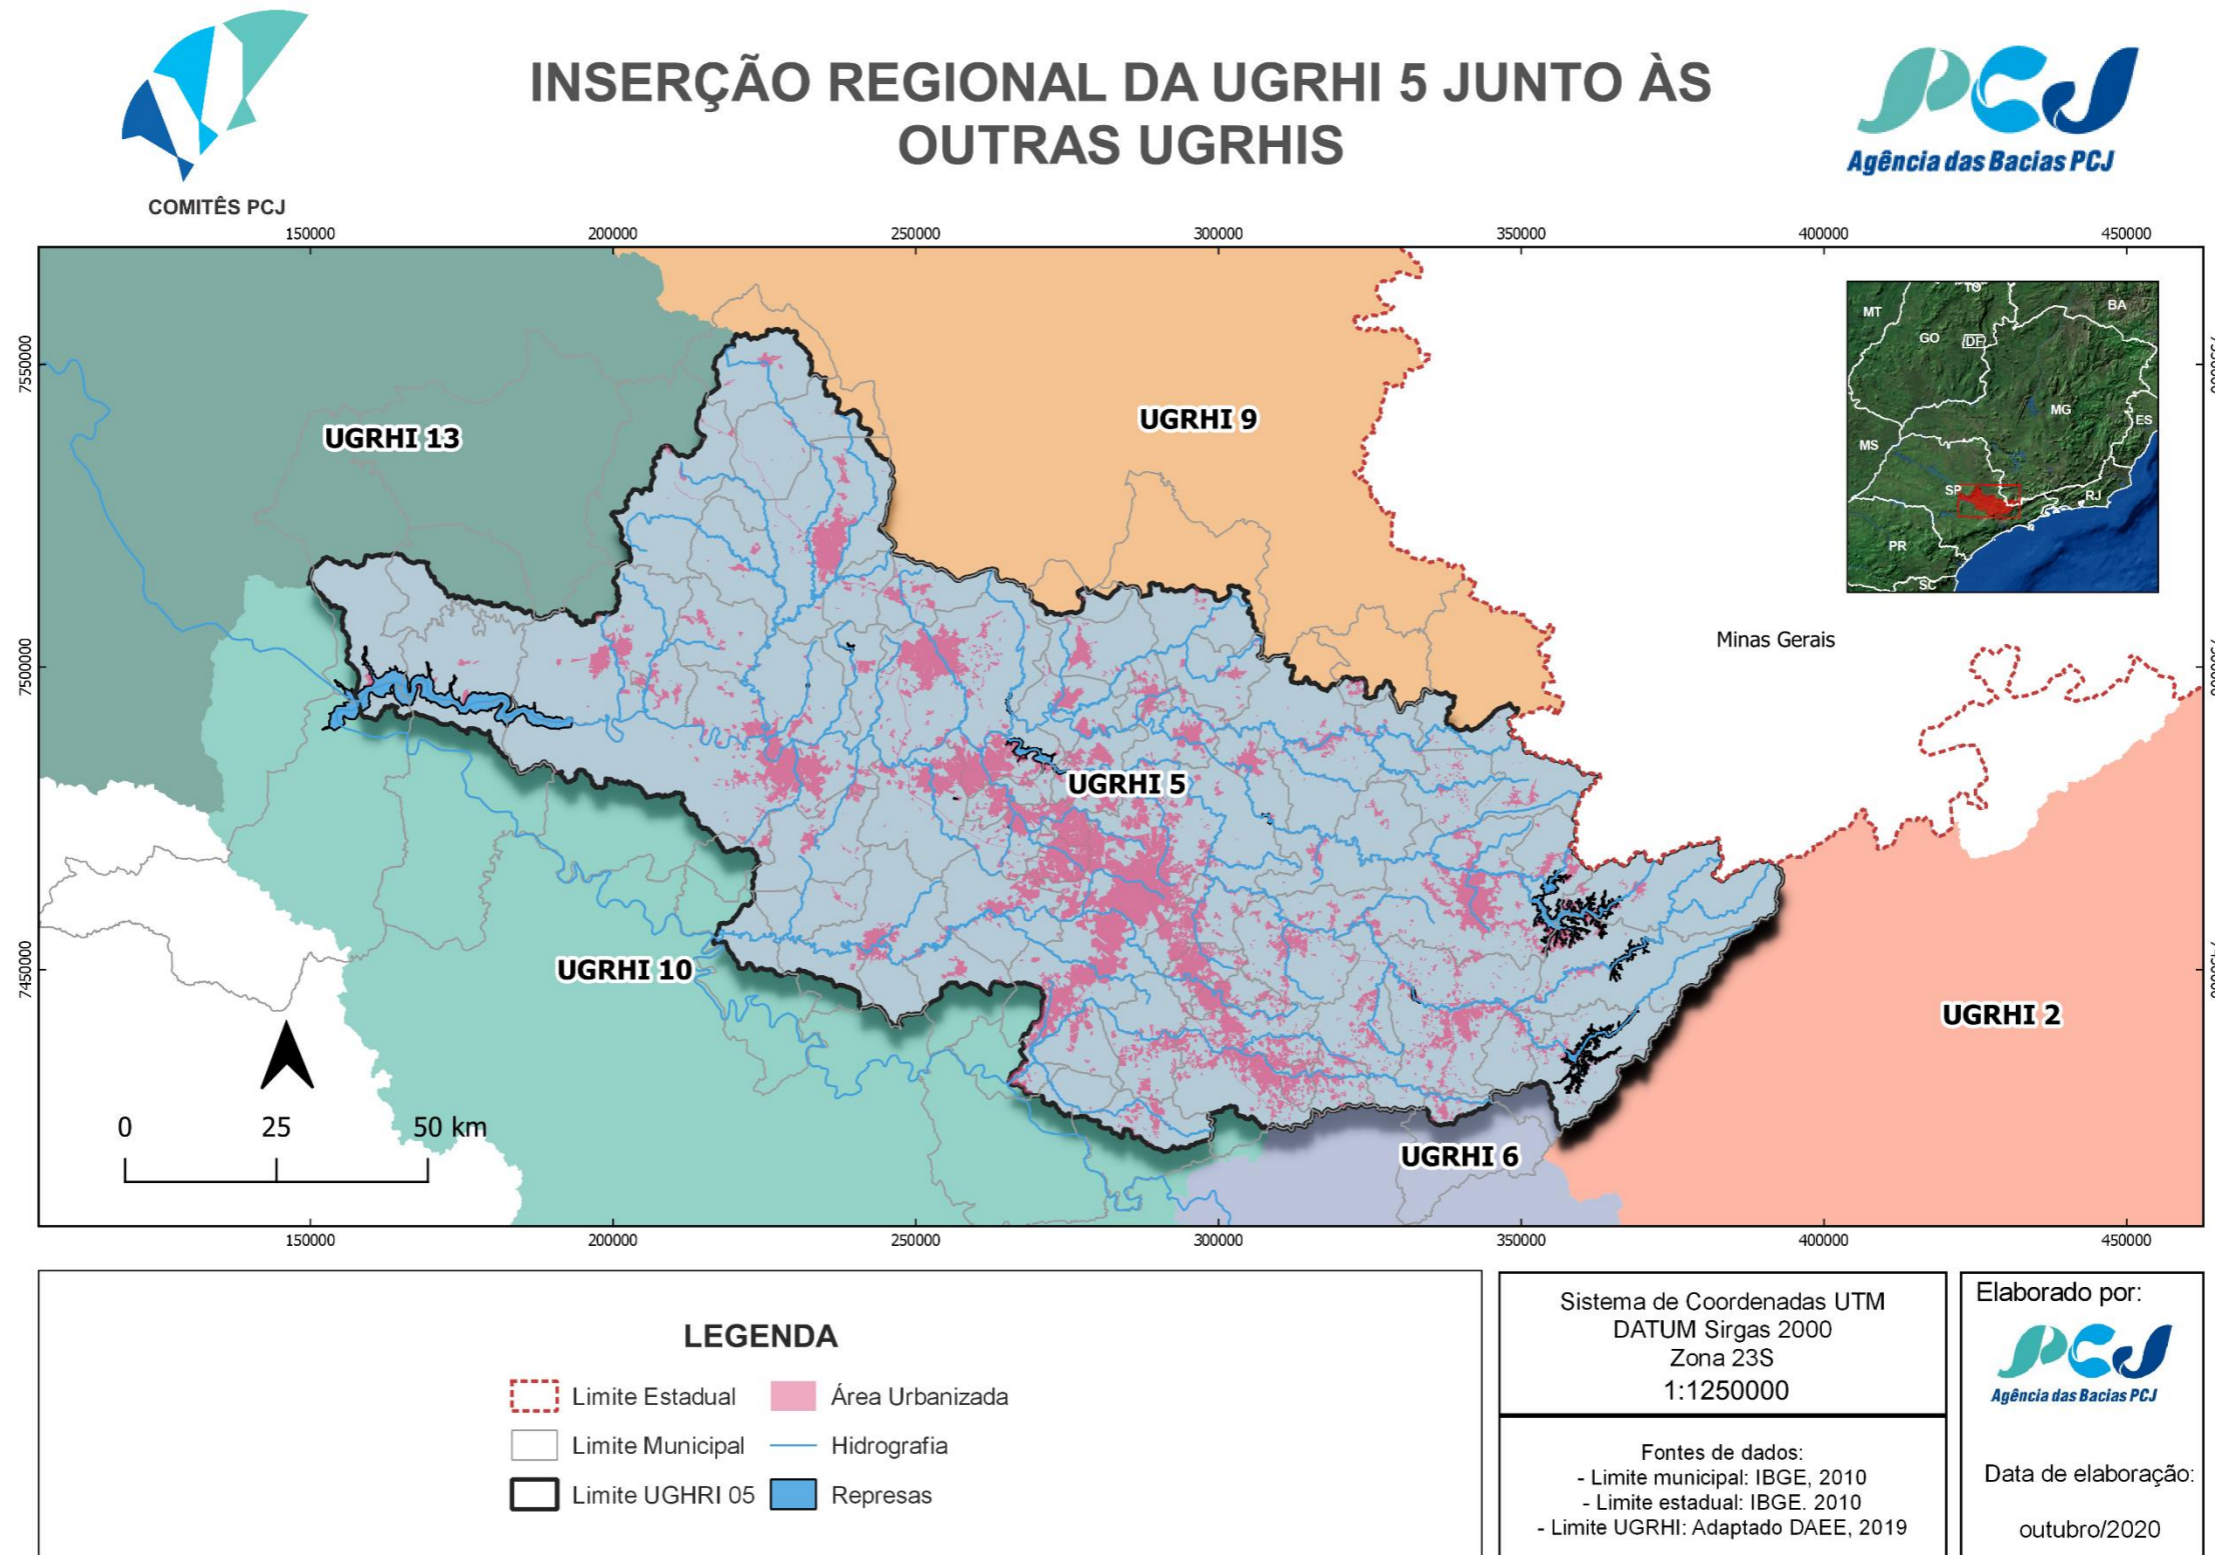 INSERÇÃO REGIONAL DA UGRHI 5 JUNTO ÀS
OUTRAS UGRHIS
COMITÊS PCJ
PCJ
Agência das Bacias PCJ
150000
200000
250000
300000
350000
400000
450000
7550000
7500000
7450000
7550000
7500000
7450000
UGRHI 13
UGRHI 9
UGRHI 5
UGRHI 10
UGRHI 6
UGRHI 2
Minas Gerais
MT
TO
BA
GO
DF
MG
ES
MS
SP
RJ
PR
SC
0
25
50 km
150000
200000
250000
300000
350000
400000
450000
LEGENDA
Limite Estadual
Área Urbanizada
Limite Municipal
Hidrografia
Limite UGHRI 05
Represas
Sistema de Coordenadas UTM
DATUM Sirgas 2000
Zona 23S
1:1250000
Fontes de dados:
- Limite municipal: IBGE, 2010
- Limite estadual: IBGE. 2010
- Limite UGRHI: Adaptado DAEE, 2019
Elaborado por:
PCJ
Agência das Bacias PCJ
Data de elaboração:
outubro/2020